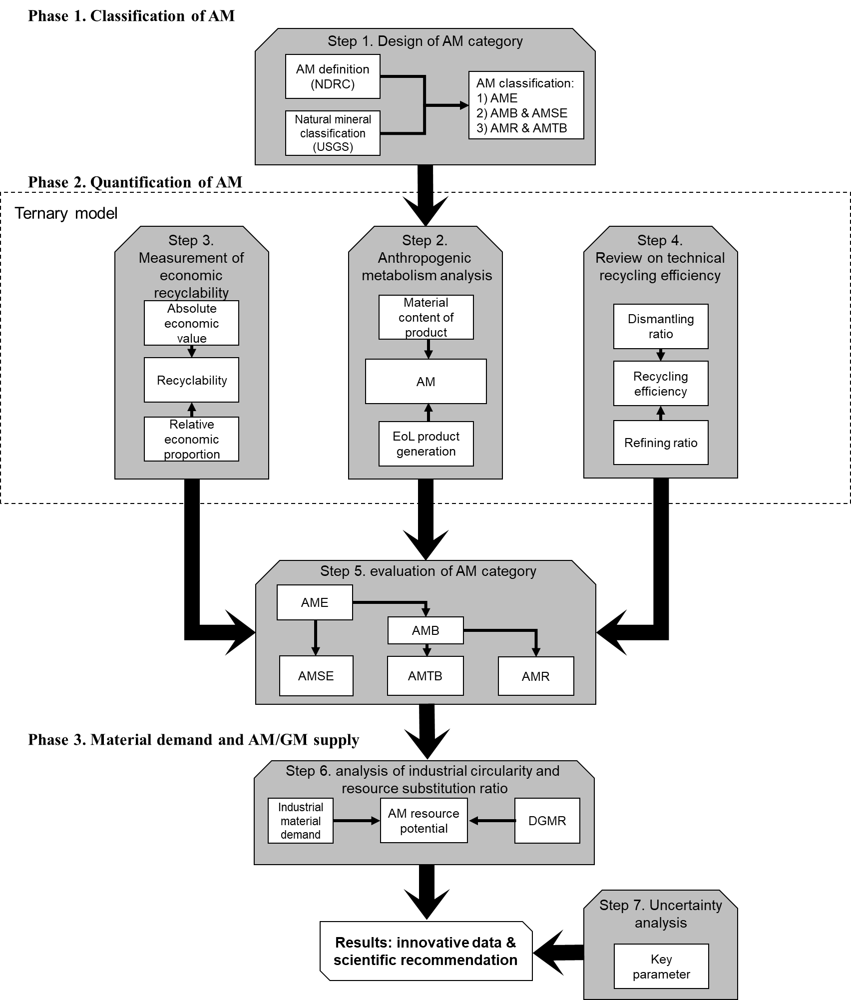 Phase 1. Classification of AM
Step 1. Design of AM category
AM definition
(NDRC)
Natural mineral
classification
(USGS)
AM classification:
1) AME
2) AMB & AMSE
3) AMR & AMTB
Phase 2. Quantification of AM
Ternary model
Step 3.
Measurement of
economic
recyclability
Absolute
economic
value
Recyclability
Relative
economic
proportion
Step 2.
Anthropogenic
metabolism analysis
Material
content of
product
AM
EoL product
generation
Step 4.
Review on technical
recycling efficiency
Dismantling
ratio
Recycling
efficiency
Refining ratio
Step 5. evaluation of AM category
AME
AMB
AMSE
AMTB
AMR
Phase 3. Material demand and AM/GM supply
Step 6. analysis of industrial circularity and
resource substitution ratio
Industrial
material
demand
AM resource
potential
DGMR
Step 7. Uncertainty
analysis
Key
parameter
Results: innovative data &
scientific recommendation